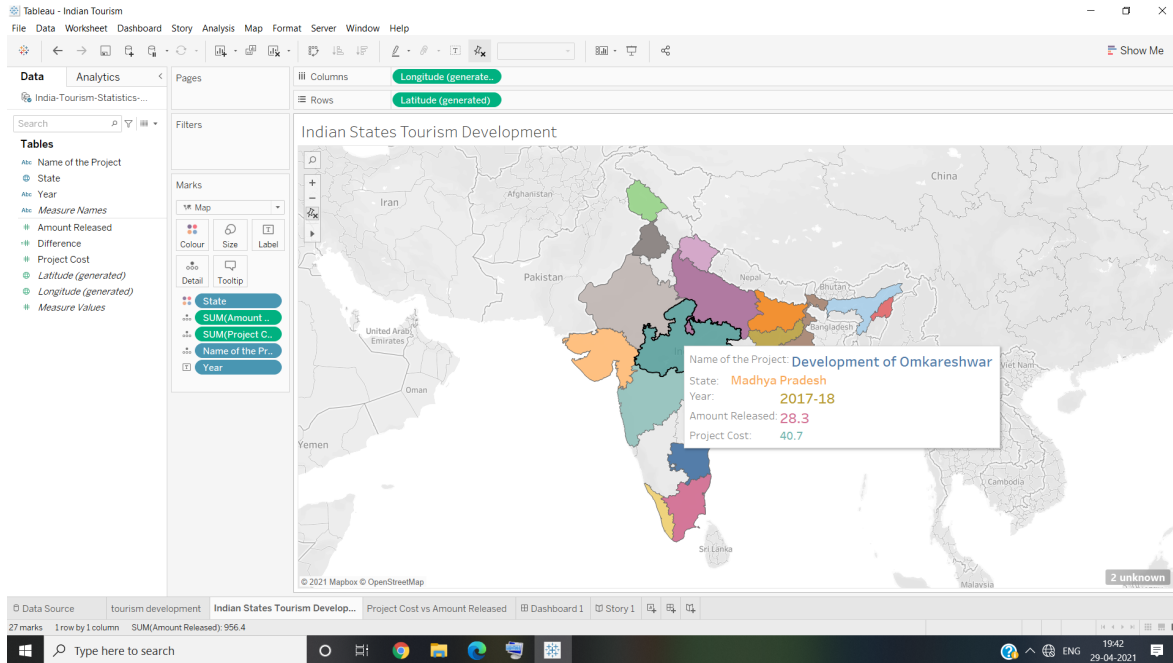 Tableau - Indian Tourism
File Data Worksheet Dashboard Story Analysis Map Format Server Window Help
Show Me
Data Analytics
India-Tourism-Statistics-...
Search
Tables
Abc Name of the Project
State
Abc Year
Abc Measure Names
# Amount Released
# Difference
# Project Cost
Latitude (generated)
Longitude (generated)
# Measure Values
Pages
Filters
Marks
Map
Colour Size Label
Detail Tooltip
State
SUM(Amount ..
SUM(Project C..
Name of the Pr..
Year
Columns Longitude (generate..
Rows Latitude (generated)
Indian States Tourism Development
China
Afghanistan
Iran
Pakistan
Nepal
Bhutan
Bangladesh
United Arab
Emirates
Oman
Viet Nam
Yemen
Cambodia
Sri Lanka
Malaysia
Name of the Project: Development of Omkareshwar
State: Madhya Pradesh
Year: 2017-18
Amount Released: 28.3
Project Cost: 40.7
© 2021 Mapbox © OpenStreetMap
2 unknown
Data Source tourism development Indian States Tourism Develop... Project Cost vs Amount Released Dashboard 1 Story 1
27 marks 1 row by 1 column SUM(Amount Released): 956.4
Type here to search
ENG
19:42
29-04-2021